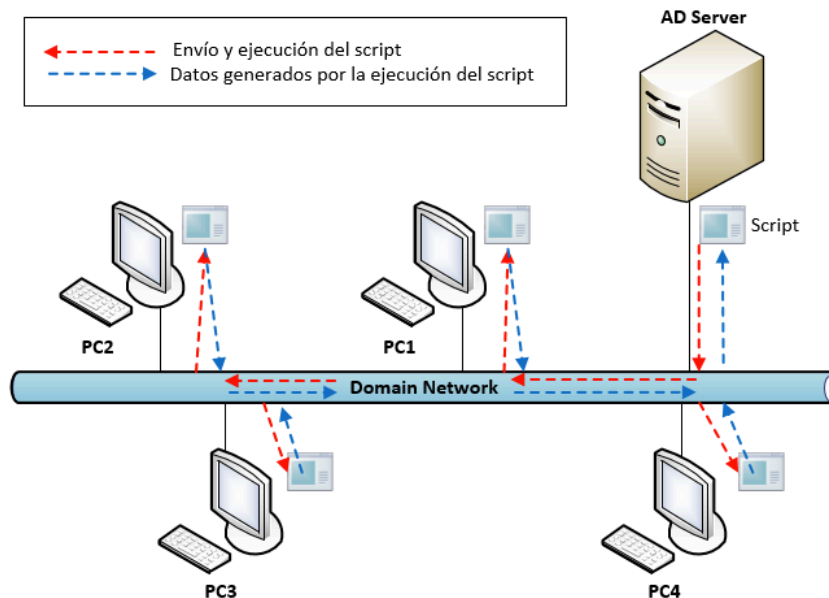 AD Server
Envío y ejecución del script
Datos generados por la ejecución del script
Script
PC2
PC1
Domain Network
PC3
PC4